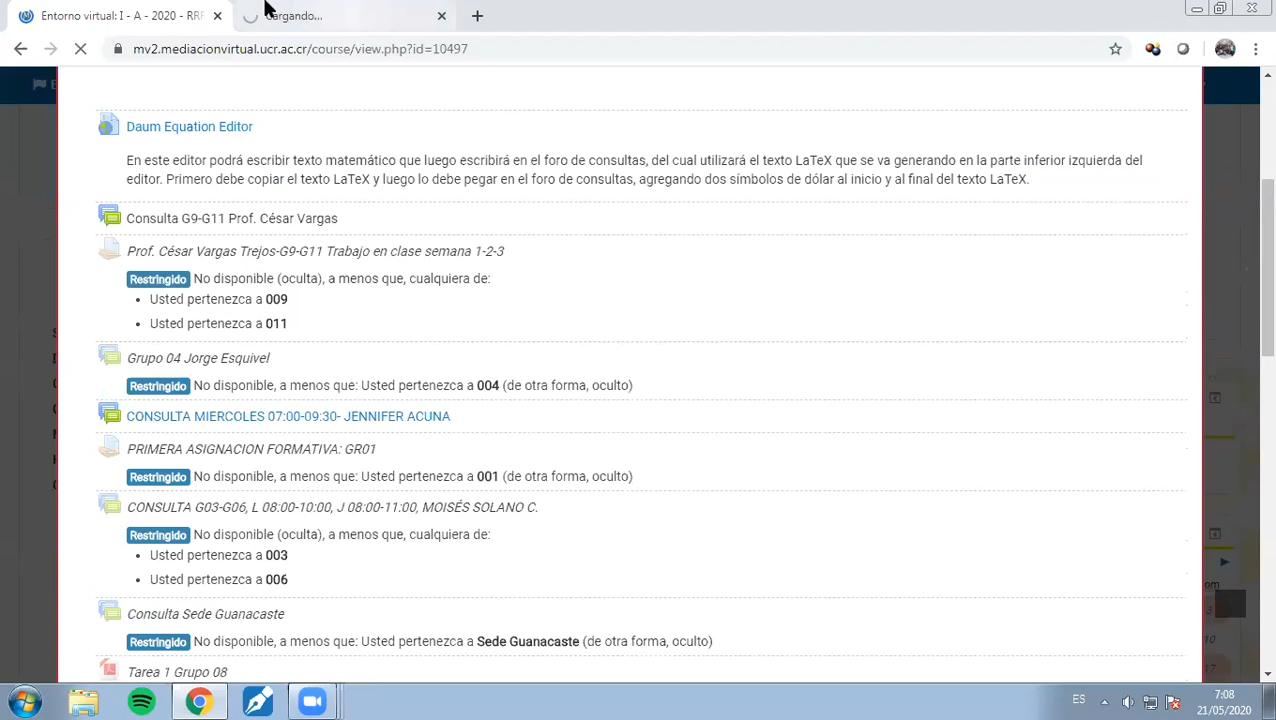 Entorno virtual: I - A - 2020 - RRF
Cargando...
mv2.mediacionvirtual.ucr.ac.cr/course/view.php?id=10497
Daum Equation Editor
En este editor podrá escribir texto matemático que luego escribirá en el foro de consultas, del cual utilizará el texto LaTeX que se va generando en la parte inferior izquierda del
editor. Primero debe copiar el texto LaTeX y luego lo debe pegar en el foro de consultas, agregando dos símbolos de dólar al inicio y al final del texto LaTeX.
Consulta G9-G11 Prof. César Vargas
Prof. César Vargas Trejos-G9-G11 Trabajo en clase semana 1-2-3
Restringido No disponible (oculta), a menos que, cualquiera de:
• Usted pertenezca a 009
• Usted pertenezca a 011
Grupo 04 Jorge Esquivel
Restringido No disponible, a menos que: Usted pertenezca a 004 (de otra forma, oculto)
CONSULTA MIERCOLES 07:00-09:30- JENNIFER ACUNA
PRIMERA ASIGNACION FORMATIVA: GR01
Restringido No disponible, a menos que: Usted pertenezca a 001 (de otra forma, oculto)
CONSULTA G03-G06, L 08:00-10:00, J 08:00-11:00, MOISÉS SOLANO C.
Restringido No disponible (oculta), a menos que, cualquiera de:
• Usted pertenezca a 003
• Usted pertenezca a 006
om
3
Consulta Sede Guanacaste
10
Restringido No disponible, a menos que: Usted pertenezca a Sede Guanacaste (de otra forma, oculto)
17
Tarea 1 Grupo 08
ES
7:08
21/05/2020